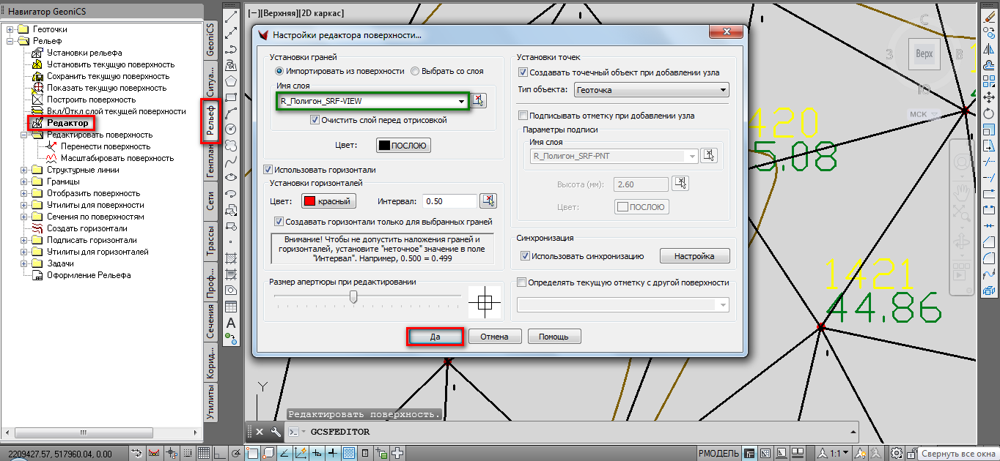 Навигатор GeoniCS
Геоточки
Рельеф
Установки рельефа
Установить текущую поверхность
Сохранить текущую поверхность
Показать текущую поверхность
Построить поверхность
Вкл/Откл слой текущей поверхности
Редактор
Редактировать поверхность
Перенести поверхность
Масштабировать поверхность
Структурные линии
Границы
Отобразить поверхность
Утилиты для поверхности
Сечения по поверхностям
Создать горизонтали
Подписать горизонтали
Утилиты для горизонталей
Задачи
Оформление Рельефа
GeoniCS
Ситуа...
Рельеф
Генплан
Сети
Трассы
Проф...
Сечения
Корид...
Утилиты
[−][Верхняя][2D каркас]
Настройки редактора поверхности...
Установки граней
Импортировать из поверхности
Выбрать со слоя
Имя слоя
R_Полигон_SRF-VIEW
Очистить слой перед отрисовкой
Цвет:
ПОСЛОЮ
Использовать горизонтали
Установки горизонталей
Цвет:
красный
Интервал:
0.50
Создавать горизонтали только для выбранных граней
Внимание! Чтобы не допустить наложения граней и
горизонталей, установите "неточное" значение в поле
"Интервал". Например, 0.500 = 0.499
Размер апертюры при редактировании
Установки точек
Создавать точечный объект при добавлении узла
Тип объекта:
Геоточка
Подписывать отметку при добавлении узла
Параметры подписи
Имя слоя
R_Полигон_SRF-PNT
Высота (мм):
2.60
Цвет:
ПОСЛОЮ
Синхронизация
Использовать синхронизацию
Настройка
Определять текущую отметку с другой поверхности
Да
Отмена
Помощь
С
З
Верх
В
Ю
МСК
420
5,08
1421
44,86
Y
Редактировать поверхность.
GCSFEDITOR
2209427.57, 517960.04, 0.00
РМОДЕЛЬ
1:1
Свернуть все окна